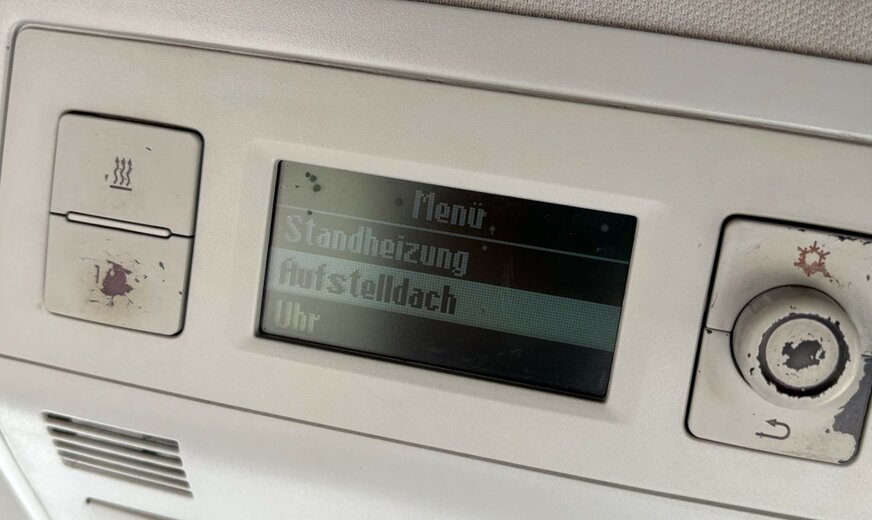 Menü
Standheizung
Aufstelldach
Uhr